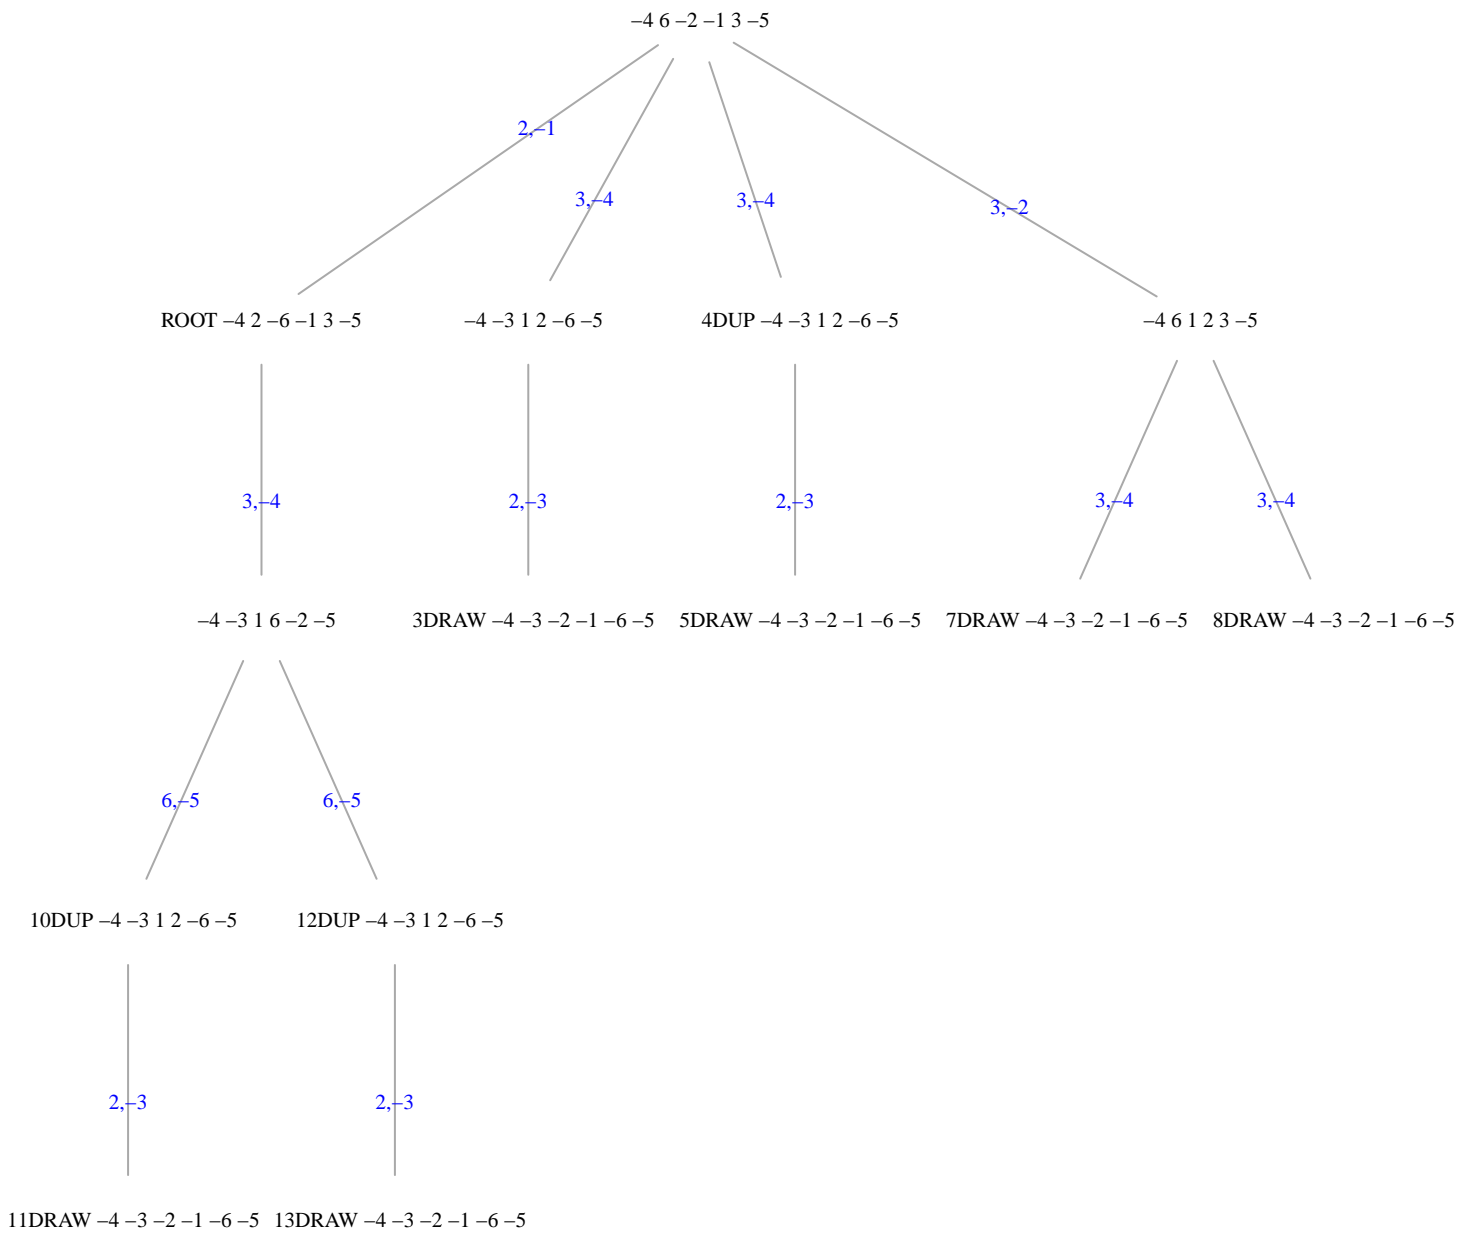 –4 6 –2 –1 3 –5
2,–1
3,–4
3,–4
3,–2
ROOT –4 2 –6 –1 3 –5
–4 –3 1 2 –6 –5
4DUP –4 –3 1 2 –6 –5
–4 6 1 2 3 –5
3,–4
2,–3
2,–3
3,–4
3,–4
–4 –3 1 6 –2 –5
3DRAW –4 –3 –2 –1 –6 –5
5DRAW –4 –3 –2 –1 –6 –5
7DRAW –4 –3 –2 –1 –6 –5
8DRAW –4 –3 –2 –1 –6 –5
6,–5
6,–5
10DUP –4 –3 1 2 –6 –5
12DUP –4 –3 1 2 –6 –5
2,–3
2,–3
11DRAW –4 –3 –2 –1 –6 –5
13DRAW –4 –3 –2 –1 –6 –5